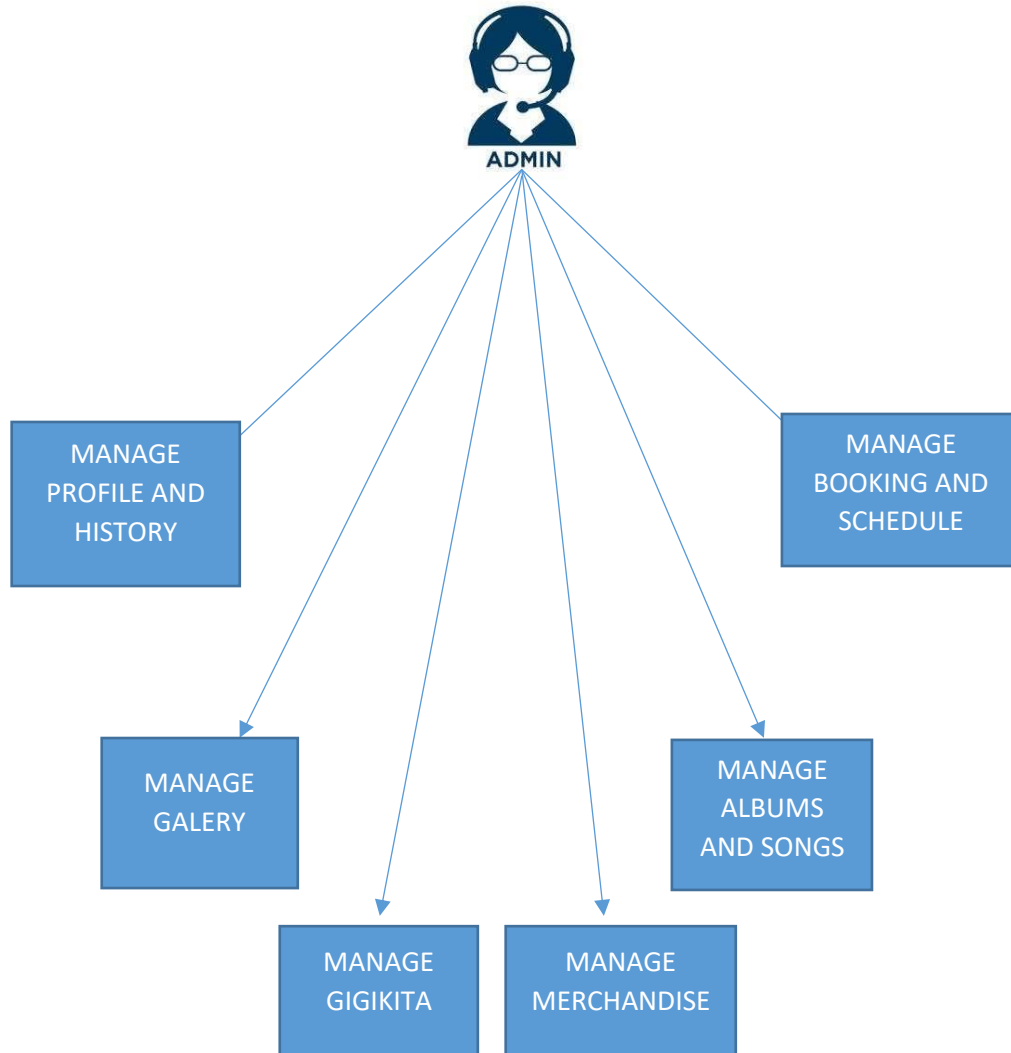 ADMIN
MANAGE
PROFILE AND
HISTORY
MANAGE
BOOKING AND
SCHEDULE
MANAGE
GALERY
MANAGE
ALBUMS
AND SONGS
MANAGE
GIGIKITA
MANAGE
MERCHANDISE